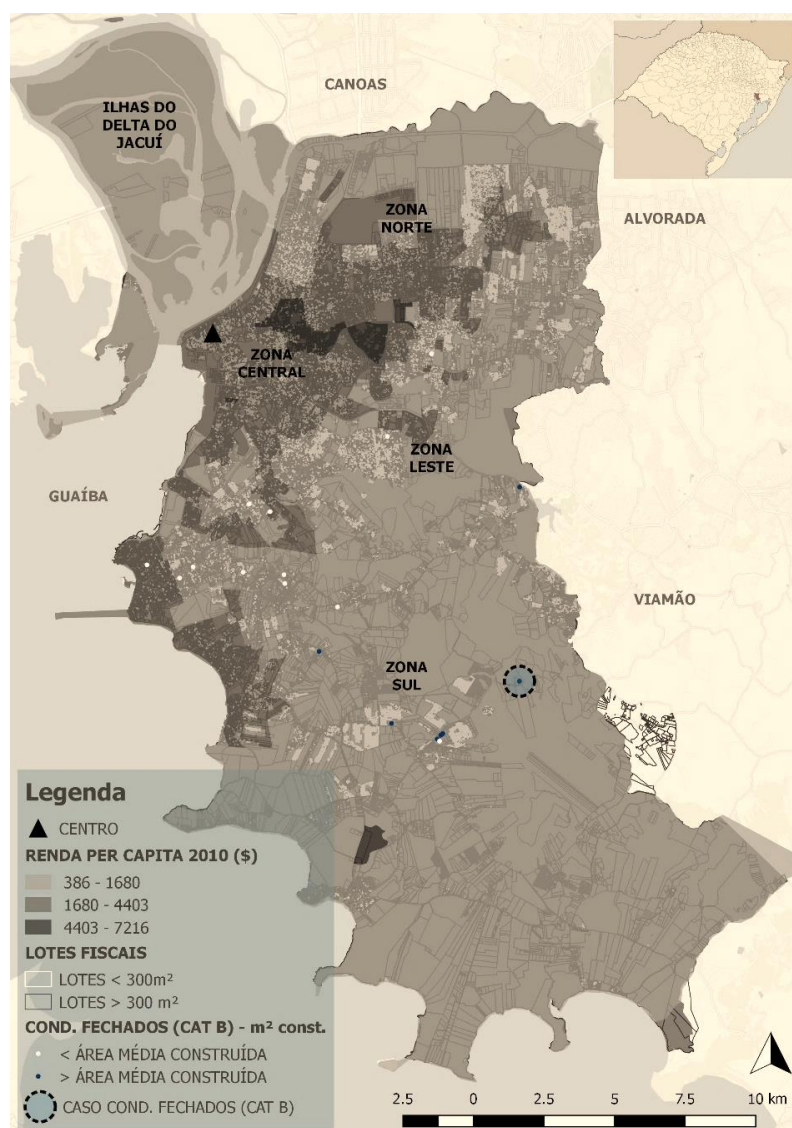 CANOAS
ILHAS DO
DELTA DO
JACUÍ
ZONA
NORTE
ALVORADA
ZONA
CENTRAL
ZONA
LESTE
GUAÍBA
VIAMÃO
ZONA
SUL
Legenda
CENTRO
RENDA PER CAPITA 2010 ($)
386 - 1680
1680 - 4403
4403 - 7216
LOTES FISCAIS
LOTES < 300m²
LOTES > 300 m²
COND. FECHADOS (CAT B) - m² const.
< ÁREA MÉDIA CONSTRUÍDA
> ÁREA MÉDIA CONSTRUÍDA
CASO COND. FECHADOS (CAT B)
2.5 0 2.5 5 7.5 10 km